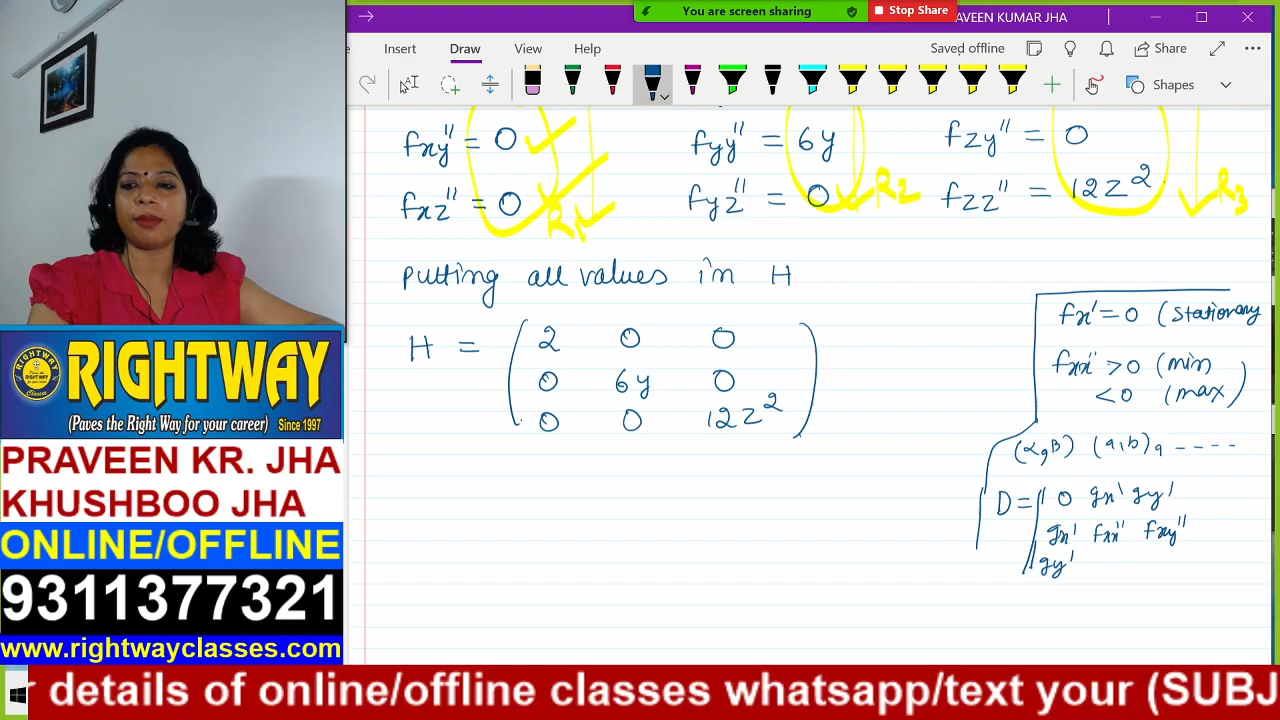 You are screen sharing
Stop Share
AVEEN KUMAR JHA
Insert Draw View Help
Saved offline
Share
Shapes
fxy'' = 0
fyy'' = 6y
fzy'' = 0
fxz'' = 0
fyz'' = 0
fzz'' = 12z²
R1
R2
R3
Putting all values in H
H = ( 2 0 0
0 6y 0
0 0 12z² )
fx' = 0 (stationary
fxx'' > 0 (min
< 0 (max)
(α, β) (a, b), ----
D = | 0 gx' gy'
gx' fxx'' fxy''
gy'
RIGHTWAY
RIGHTWAY
(Paves the Right Way for your career) Since 1997
PRAVEEN KR. JHA
KHUSHBOO JHA
ONLINE/OFFLINE
9311377321
www.rightwayclasses.com
r details of online/offline classes whatsapp/text your (SUBJ